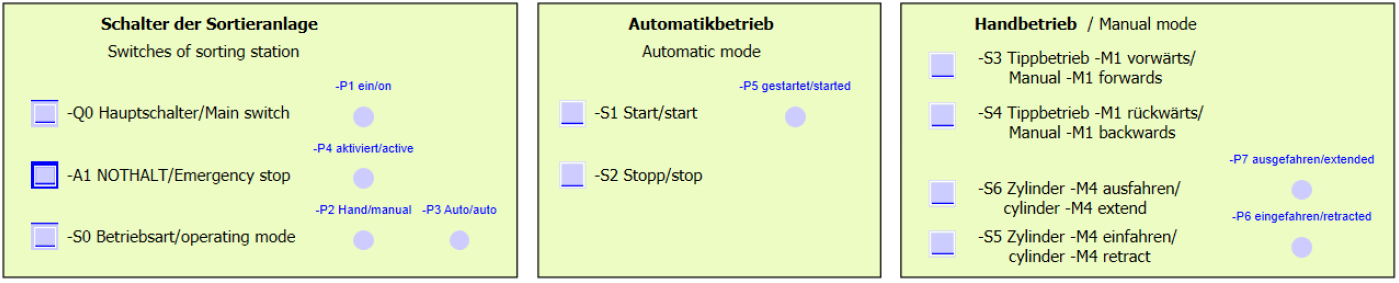 Schalter der Sortieranlage
Switches of sorting station
-P1 ein/on
-Q0 Hauptschalter/Main switch
-P4 aktiviert/active
-A1 NOTHALT/Emergency stop
-P2 Hand/manual -P3 Auto/auto
-S0 Betriebsart/operating mode
Automatikbetrieb
Automatic mode
-P5 gestartet/started
-S1 Start/start
-S2 Stopp/stop
Handbetrieb / Manual mode
-S3 Tippbetrieb -M1 vorwärts/
Manual -M1 forwards
-S4 Tippbetrieb -M1 rückwärts/
Manual -M1 backwards
-P7 ausgefahren/extended
-S6 Zylinder -M4 ausfahren/
cylinder -M4 extend
-P6 eingefahren/retracted
-S5 Zylinder -M4 einfahren/
cylinder -M4 retract